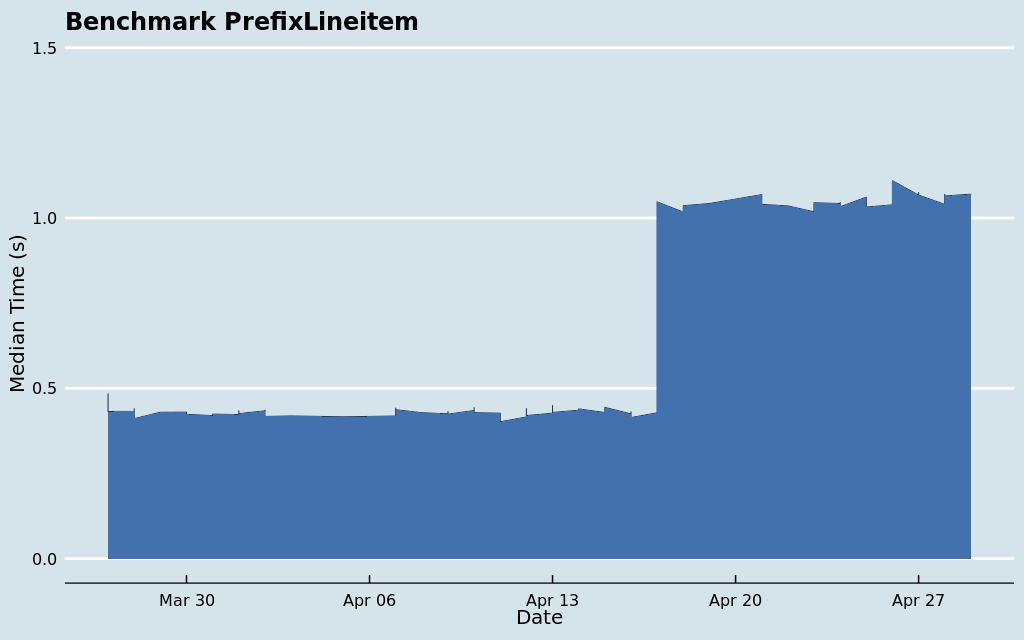 Benchmark PrefixLineitem
1.5
1.0
0.5
0.0
Median Time (s)
Mar 30
Apr 06
Apr 13
Apr 20
Apr 27
Date